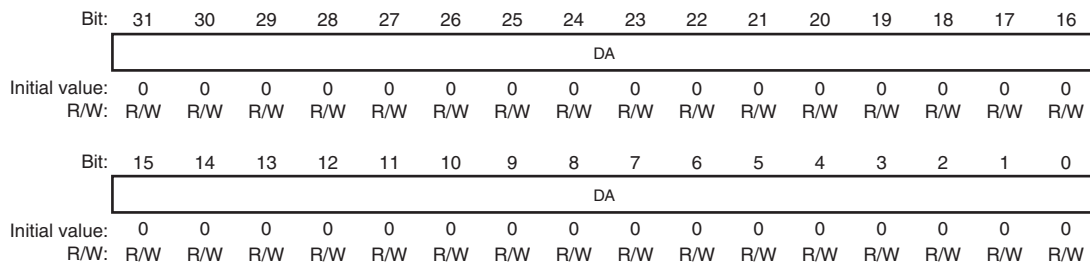 Bit: 31 30 29 28 27 26 25 24 23 22 21 20 19 18 17 16
DA
Initial value: 0 0 0 0 0 0 0 0 0 0 0 0 0 0 0 0
R/W: R/W R/W R/W R/W R/W R/W R/W R/W R/W R/W R/W R/W R/W R/W R/W R/W
Bit: 15 14 13 12 11 10 9 8 7 6 5 4 3 2 1 0
DA
Initial value: 0 0 0 0 0 0 0 0 0 0 0 0 0 0 0 0
R/W: R/W R/W R/W R/W R/W R/W R/W R/W R/W R/W R/W R/W R/W R/W R/W R/W